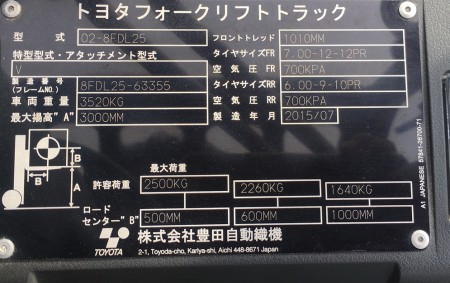 トヨタフォークリフトトラック
型式 02-8FDL25 フロントトレッド 1010MM
特型型式・アタッチメント型式 タイヤサイズFR 7.00-12-12PR
V 空気圧 FR 700KPA
製造番号(フレームNO.) 8FDL25-63355 タイヤサイズRR 6.00-9-10PR
車両重量 3520KG 空気圧 RR 700KPA
最大揚高"A" 3000MM 製造年月 2015/07
B
B
A
最大荷重
許容荷重 2500KG 2260KG 1640KG
ロードセンター"B" 500MM 600MM 1000MM
TOYOTA 株式会社豊田自動織機
2-1, Toyoda-cho, Kariya-shi, Aichi 448-8671 Japan
A1 JAPANESE 57841-26700-71